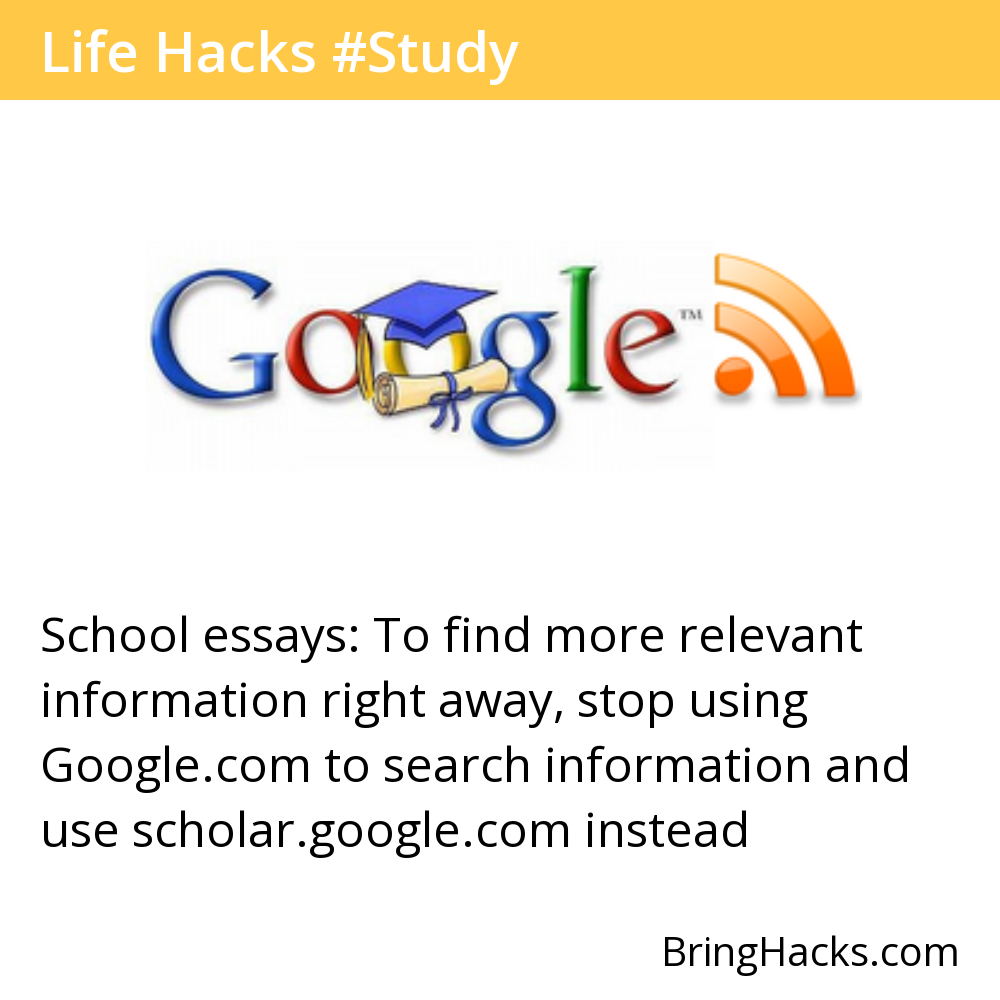 Life Hacks #Study
Google™
School essays: To find more relevant
information right away, stop using
Google.com to search information and
use scholar.google.com instead
BringHacks.com